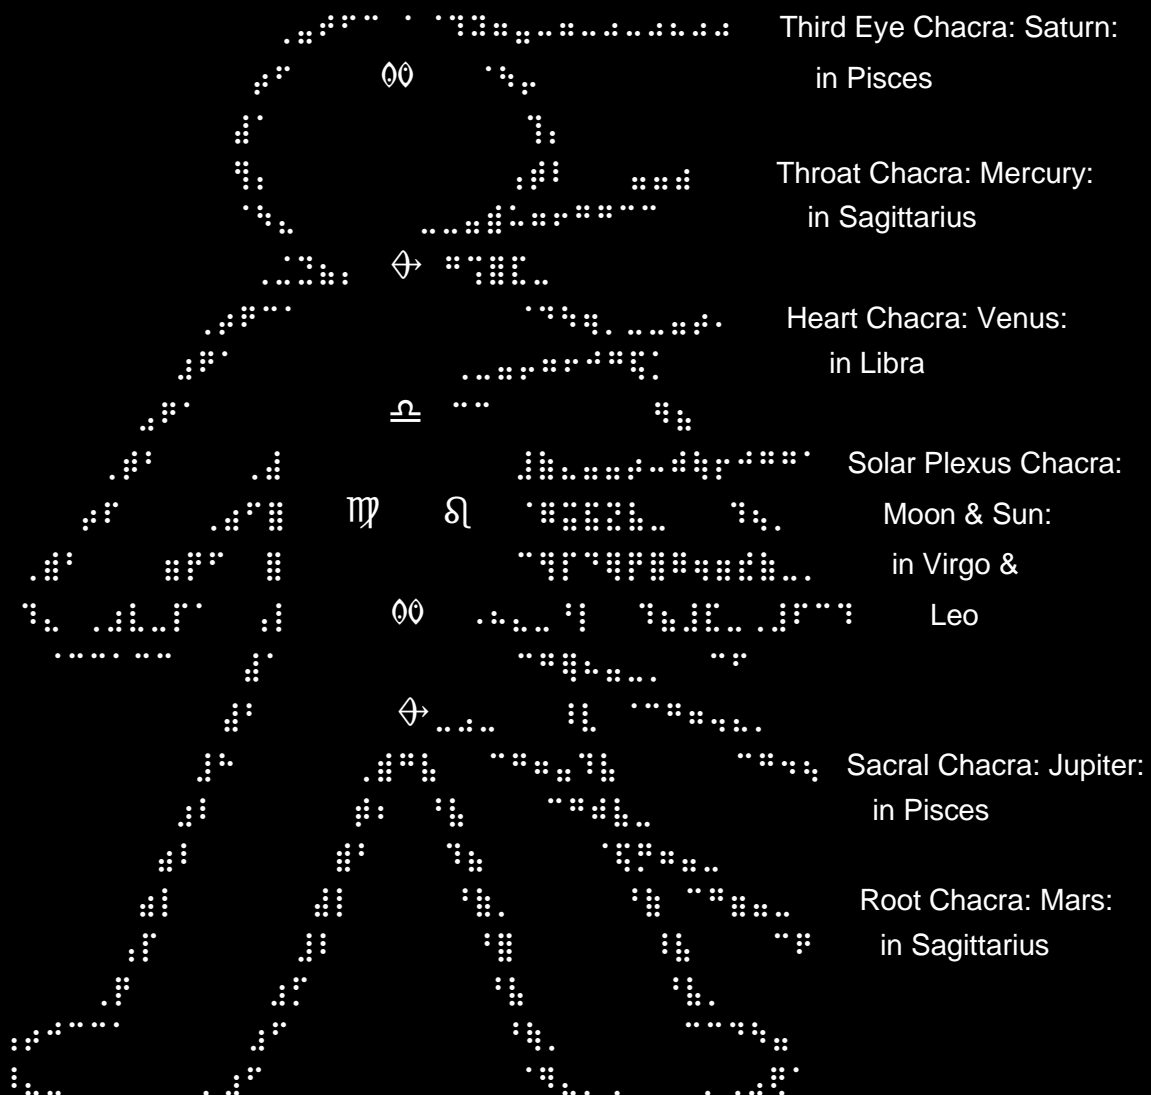 Third Eye Chacra: Saturn:
in Pisces
Throat Chacra: Mercury:
in Sagittarius
Heart Chacra: Venus:
in Libra
Solar Plexus Chacra:
Moon & Sun:
in Virgo &
Leo
Sacral Chacra: Jupiter:
in Pisces
Root Chacra: Mars:
in Sagittarius